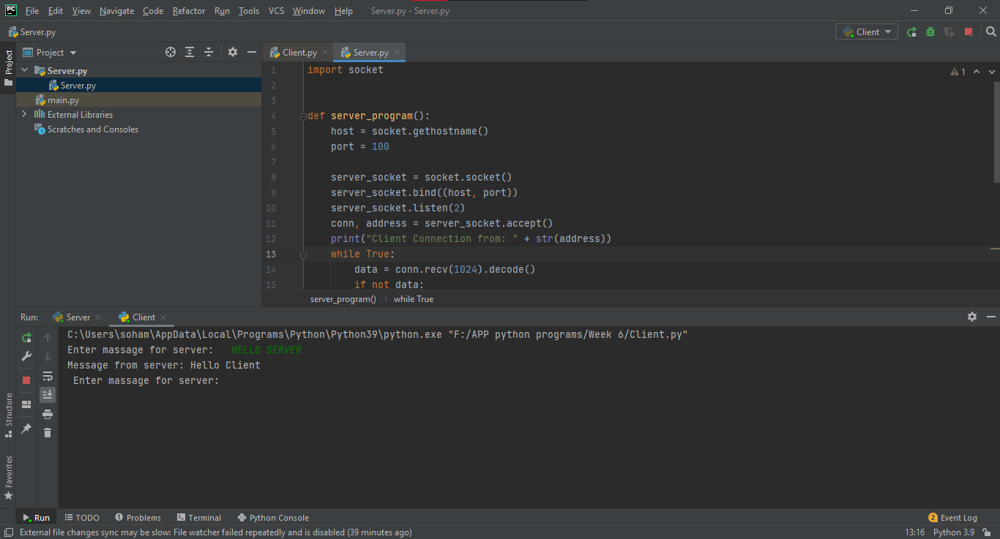 PC File Edit View Navigate Code Refactor Run Tools VCS Window Help Server.py - Server.py
Server.py Client
Project
Project Client.py Server.py
Server.py
Server.py
main.py
External Libraries
Scratches and Consoles
1 import socket
1
2
3
4 def server_program():
5 host = socket.gethostname()
6 port = 100
7
8 server_socket = socket.socket()
9 server_socket.bind((host, port))
10 server_socket.listen(2)
11 conn, address = server_socket.accept()
12 print("Client Connection from: " + str(address))
13 while True:
14 data = conn.recv(1024).decode()
15 if not data:
server_program() › while True
Run: Server Client
C:\Users\soham\AppData\Local\Programs\Python\Python39\python.exe "F:/APP python programs/Week 6/Client.py"
Enter massage for server: HELLO SERVER
Message from server: Hello Client
Enter massage for server:
Structure
Favorites
Run TODO Problems Terminal Python Console 2 Event Log
External file changes sync may be slow: File watcher failed repeatedly and is disabled (39 minutes ago) 13:16 Python 3.9